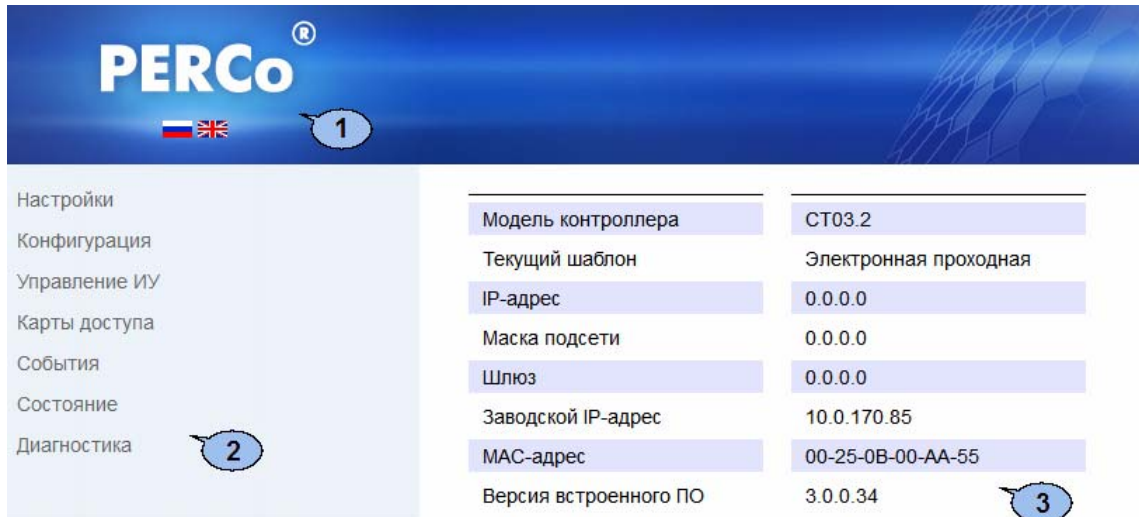 PERCo®
1
Настройки
Конфигурация
Управление ИУ
Карты доступа
События
Состояние
Диагностика
2
Модель контроллера СТ03.2
Текущий шаблон Электронная проходная
IP-адрес 0.0.0.0
Маска подсети 0.0.0.0
Шлюз 0.0.0.0
Заводской IP-адрес 10.0.170.85
MAC-адрес 00-25-0B-00-AA-55
Версия встроенного ПО 3.0.0.34
3